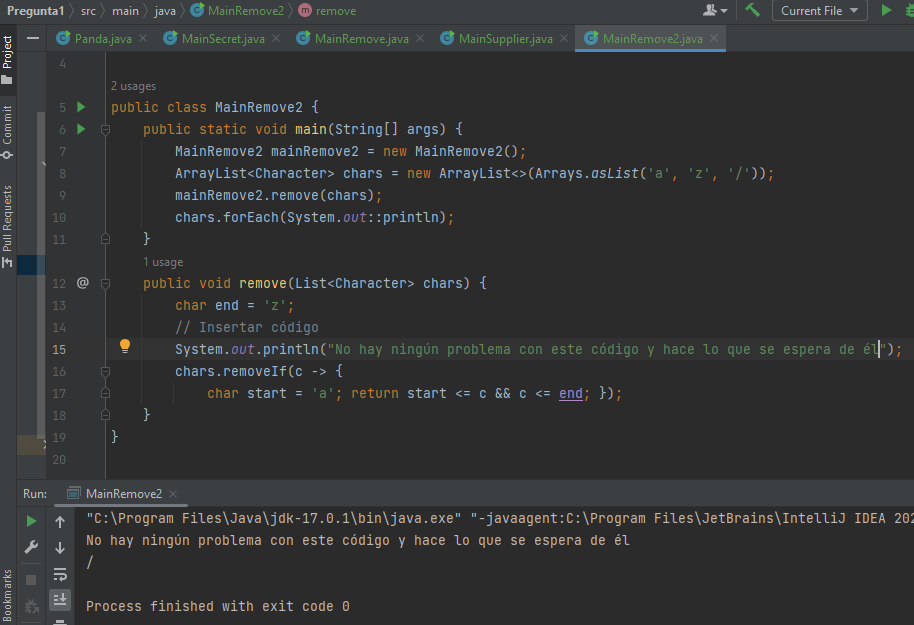 Pregunta1 src main java MainRemove2 remove
Current File
Panda.java MainSecret.java MainRemove.java MainSupplier.java MainRemove2.java
Project
Commit
Pull Requests
Bookmarks
4
2 usages
5 public class MainRemove2 {
6 public static void main(String[] args) {
7 MainRemove2 mainRemove2 = new MainRemove2();
8 ArrayList<Character> chars = new ArrayList<>(Arrays.asList('a', 'z', '/'));
9 mainRemove2.remove(chars);
10 chars.forEach(System.out::println);
11 }
1 usage
12 @ public void remove(List<Character> chars) {
13 char end = 'z';
14 // Insertar código
15 System.out.println("No hay ningún problema con este código y hace lo que se espera de él");
16 chars.removeIf(c -> {
17 char start = 'a'; return start <= c && c <= end; });
18 }
19 }
20
Run: MainRemove2
"C:\Program Files\Java\jdk-17.0.1\bin\java.exe" "-javaagent:C:\Program Files\JetBrains\IntelliJ IDEA 202
No hay ningún problema con este código y hace lo que se espera de él
/
Process finished with exit code 0